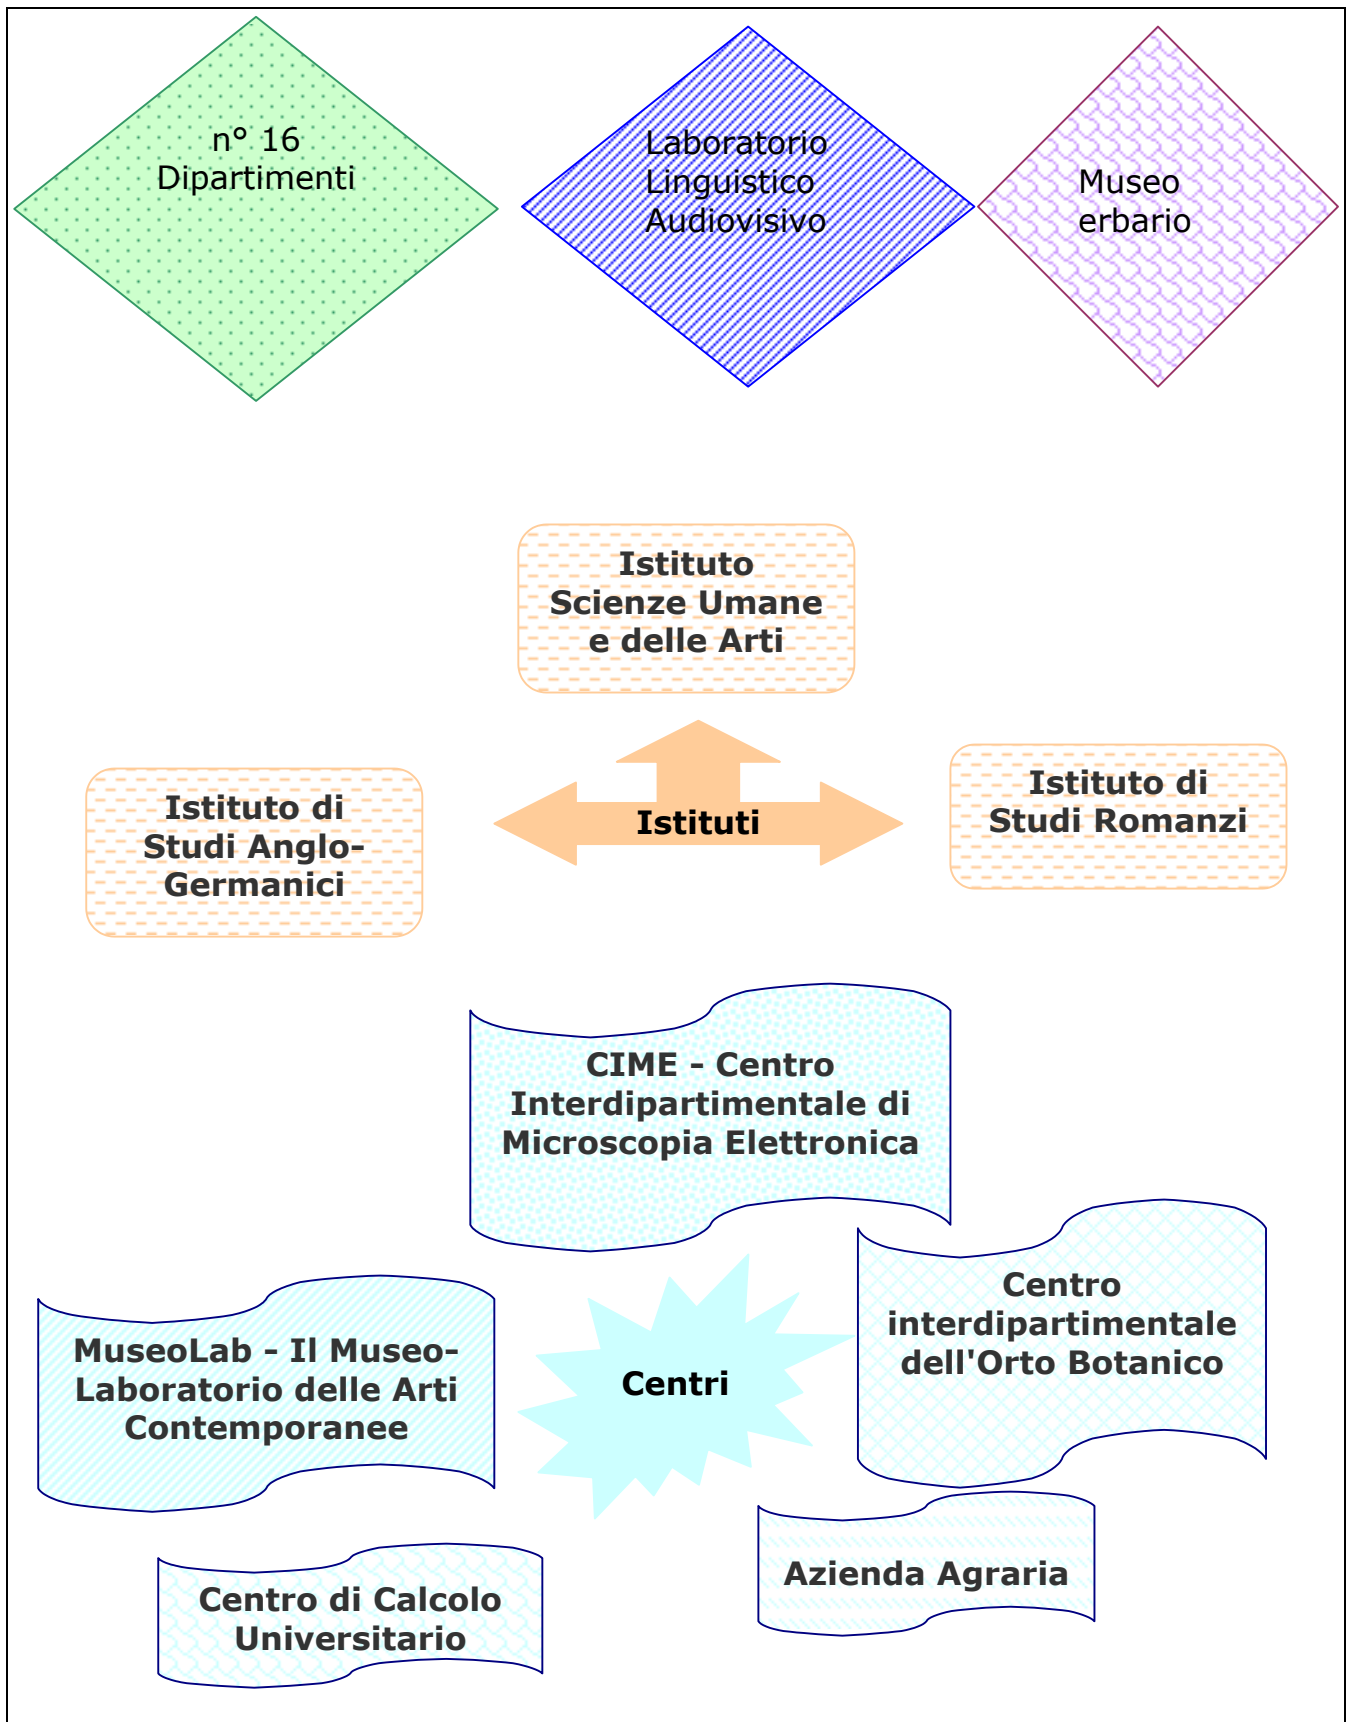 n° 16
Dipartimenti
Laboratorio
Linguistico
Audiovisivo
Museo
erbario
Istituto
Scienze Umane
e delle Arti
Istituto di
Studi Anglo-
Germanici
Istituti
Istituto di
Studi Romanzi
CIME - Centro
Interdipartimentale di
Microscopia Elettronica
Centro
interdipartimentale
dell'Orto Botanico
MuseoLab - Il Museo-
Laboratorio delle Arti
Contemporanee
Centri
Azienda Agraria
Centro di Calcolo
Universitario